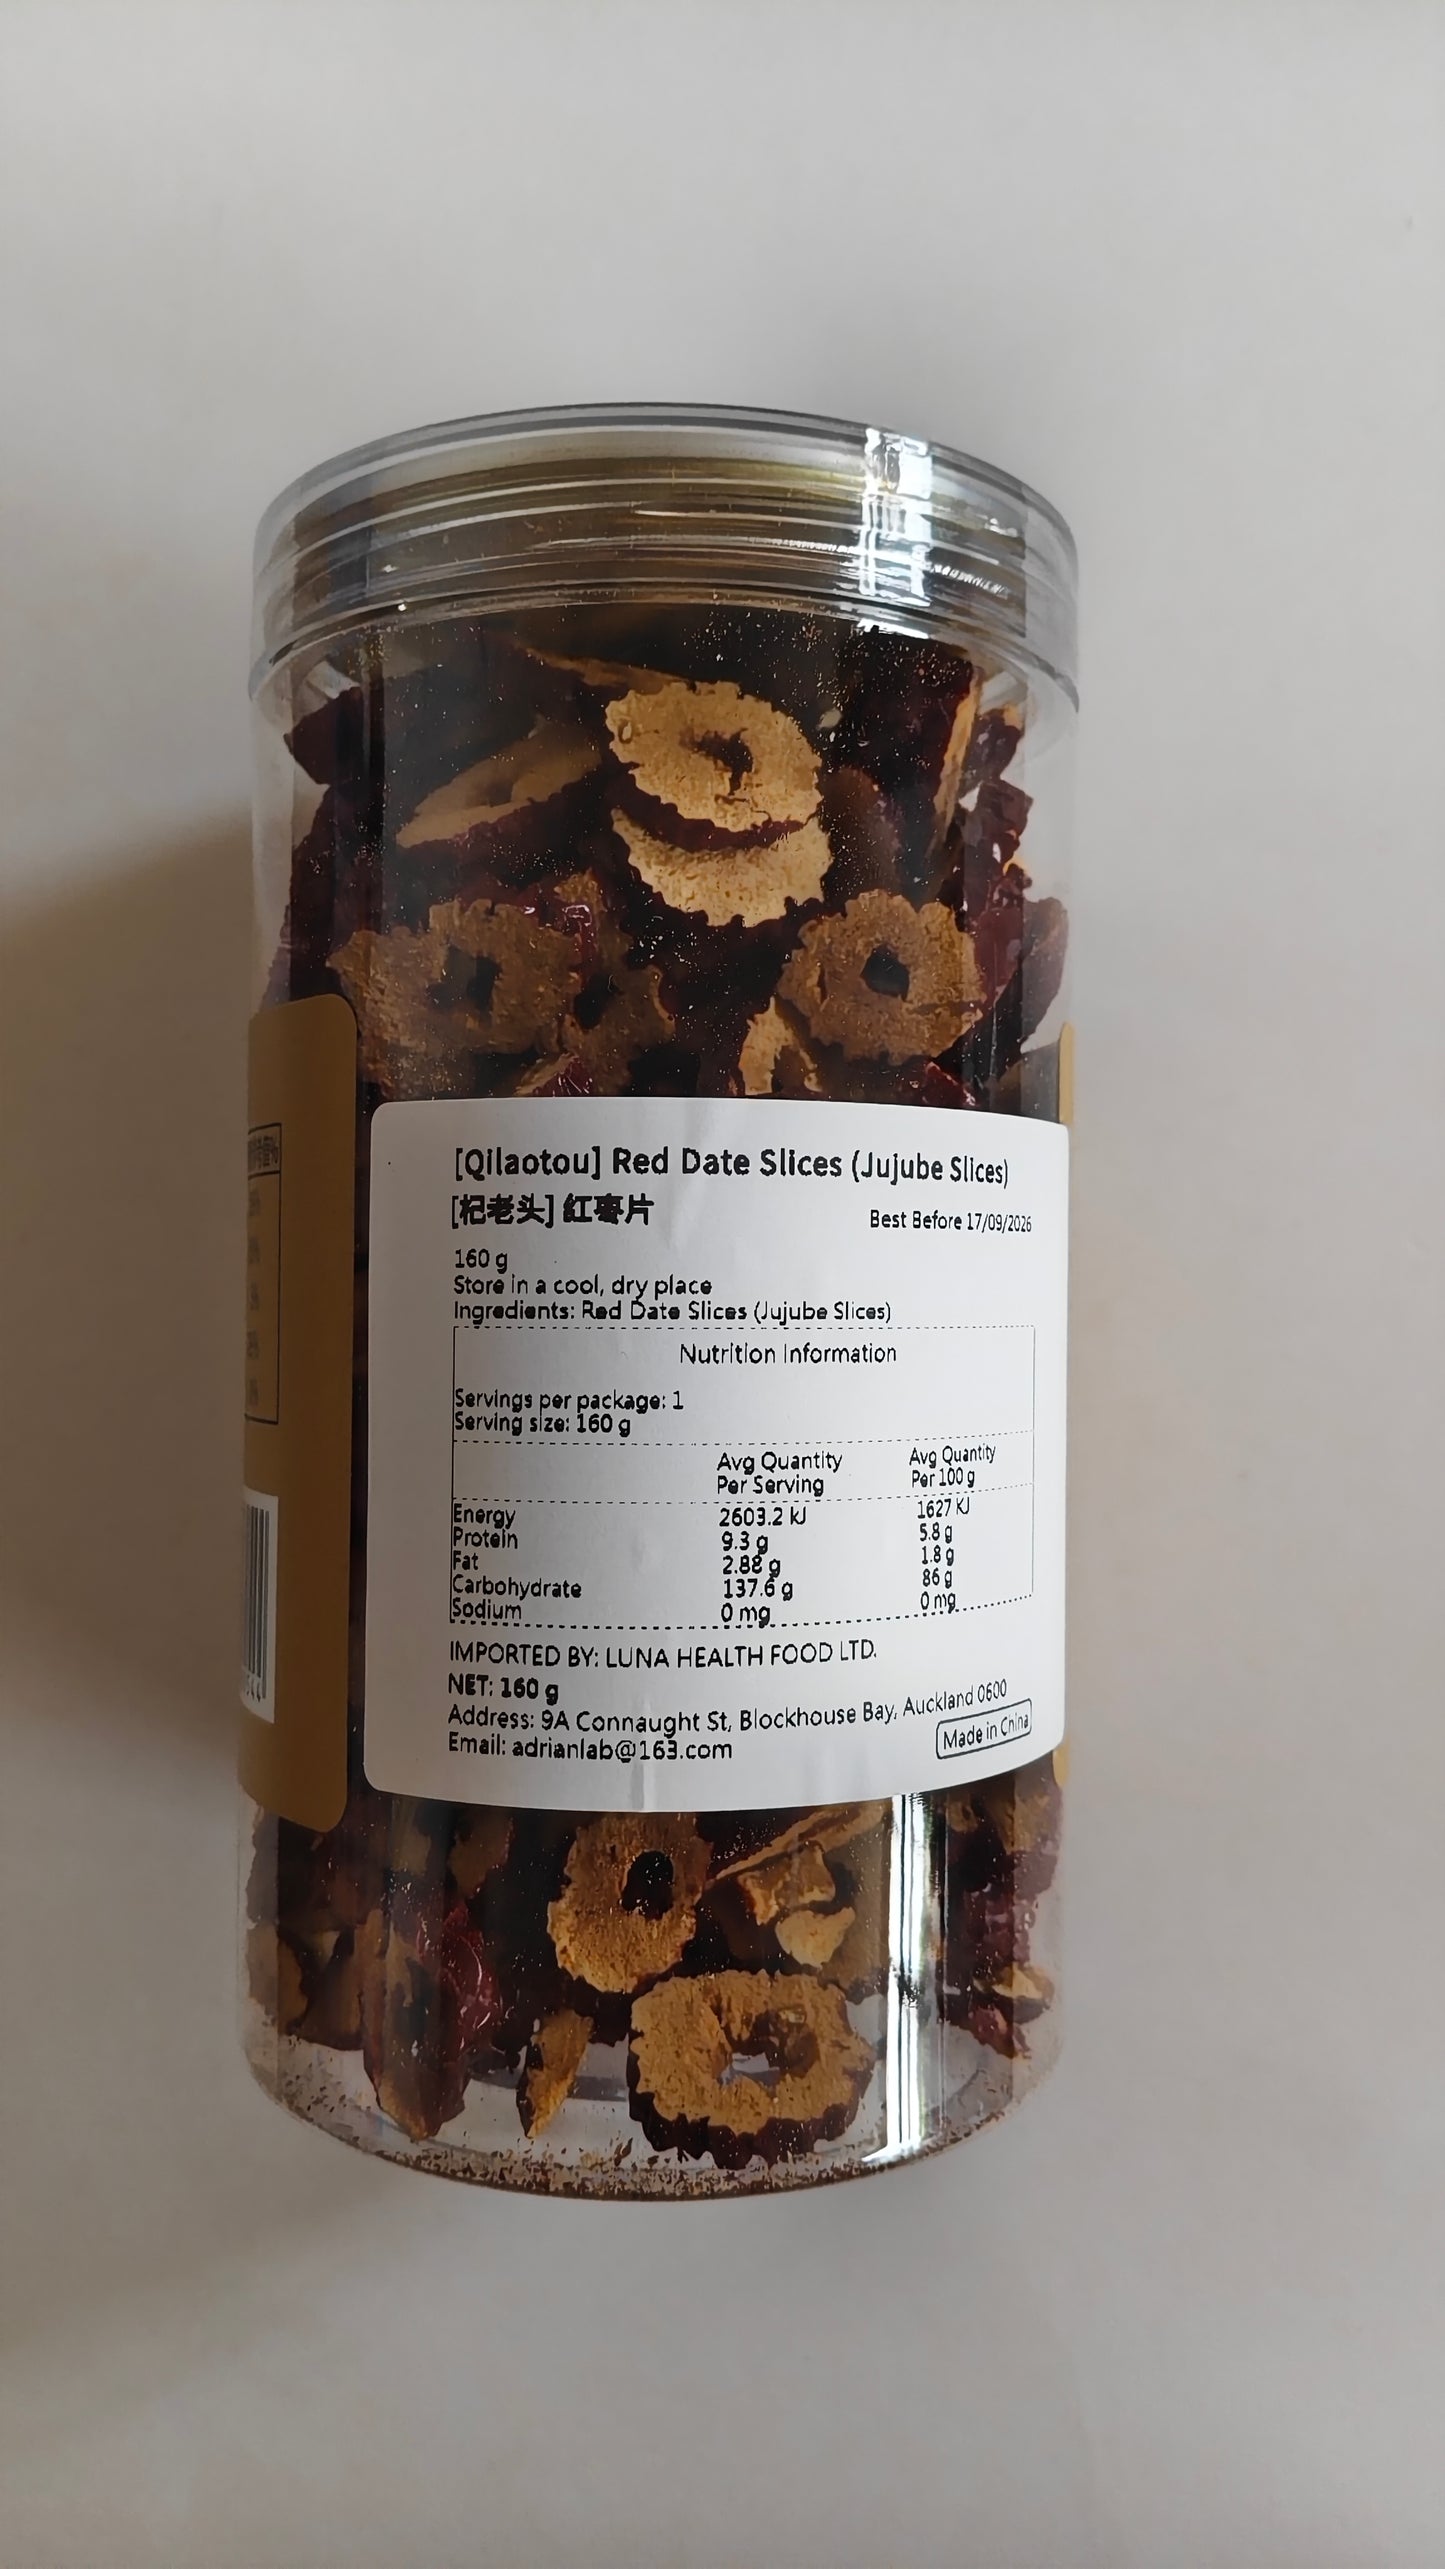 [Qilaotou] Red Date Slices (Jujube Slices)
[杞老头] 红枣片
Best Before 17/09/2026
160 g
Store in a cool, dry place
Ingredients: Red Date Slices (Jujube Slices)
Nutrition Information
Servings per package: 1
Serving size: 160 g
Avg Quantity Per Serving
Avg Quantity Per 100 g
Energy 2603.2 kJ 1627 KJ
Protein 9.3 g 5.8 g
Fat 2.88 g 1.8 g
Carbohydrate 137.6 g 86 g
Sodium 0 mg 0 mg
IMPORTED BY: LUNA HEALTH FOOD LTD.
NET: 160 g
Address: 9A Connaught St, Blockhouse Bay, Auckland 0600
Email: adrianlab@163.com
Made in China